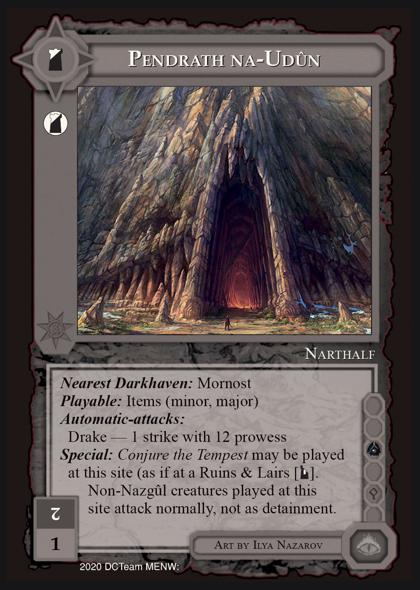 Pendrath na-Udûn
Narthalf
Nearest Darkhaven: Mornost
Playable: Items (minor, major)
Automatic-attacks:
Drake — 1 strike with 12 prowess
Special: Conjure the Tempest may be played
at this site (as if at a Ruins & Lairs [].
Non-Nazgûl creatures played at this
site attack normally, not as detainment.
2
1
Art by Ilya Nazarov
2020 DCTeam MENW: